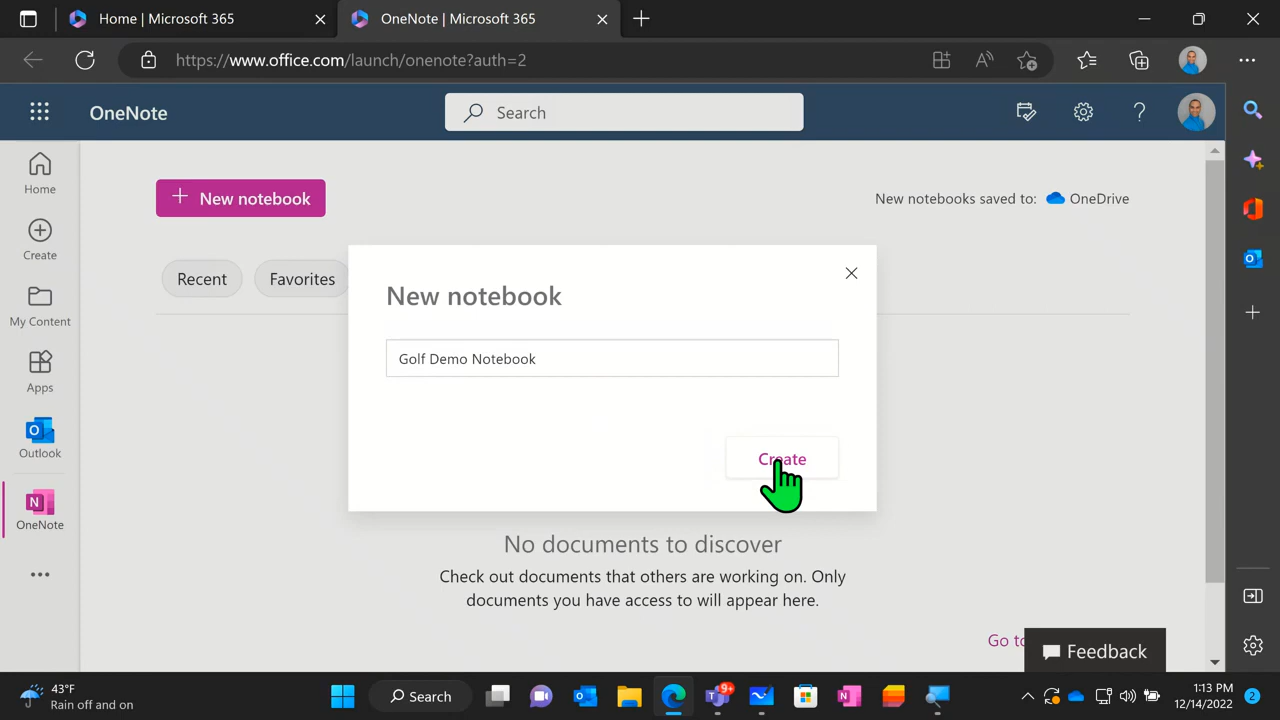 Home | Microsoft 365
OneNote | Microsoft 365
https://www.office.com/launch/onenote?auth=2
OneNote
Search
Home
Create
My Content
Apps
Outlook
OneNote
New notebook
New notebooks saved to: OneDrive
Recent
Favorites
New notebook
Golf Demo Notebook
Create
No documents to discover
Check out documents that others are working on. Only
documents you have access to will appear here.
Go to
Feedback
43°F
Rain off and on
Search
9+
1:13 PM
12/14/2022
2